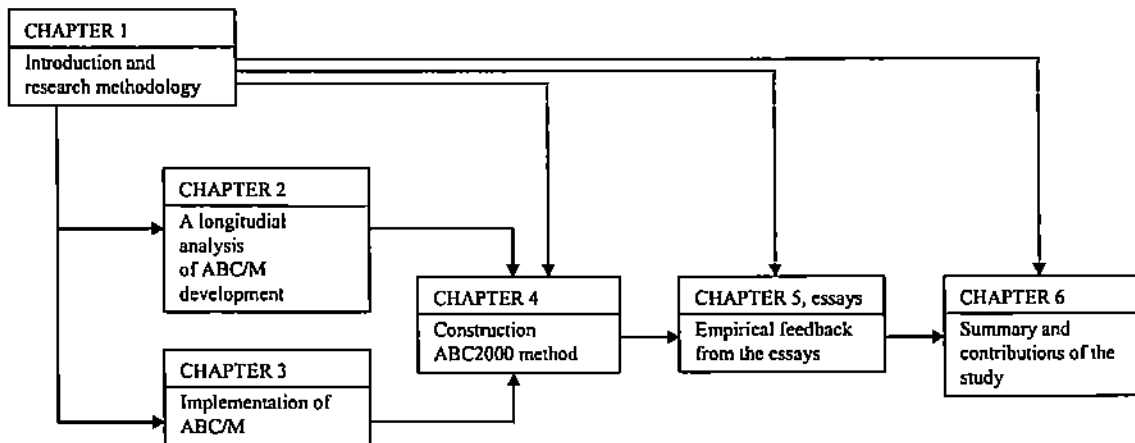 CHAPTER 1
Introduction and
research methodology
CHAPTER 2
A longitudial
analysis
of ABC/M
development
CHAPTER 3
Implementation of
ABC/M
CHAPTER 4
Construction
ABC2000 method
CHAPTER 5, essays
Empirical feedback
from the essays
CHAPTER 6
Summary and
contributions of the
study